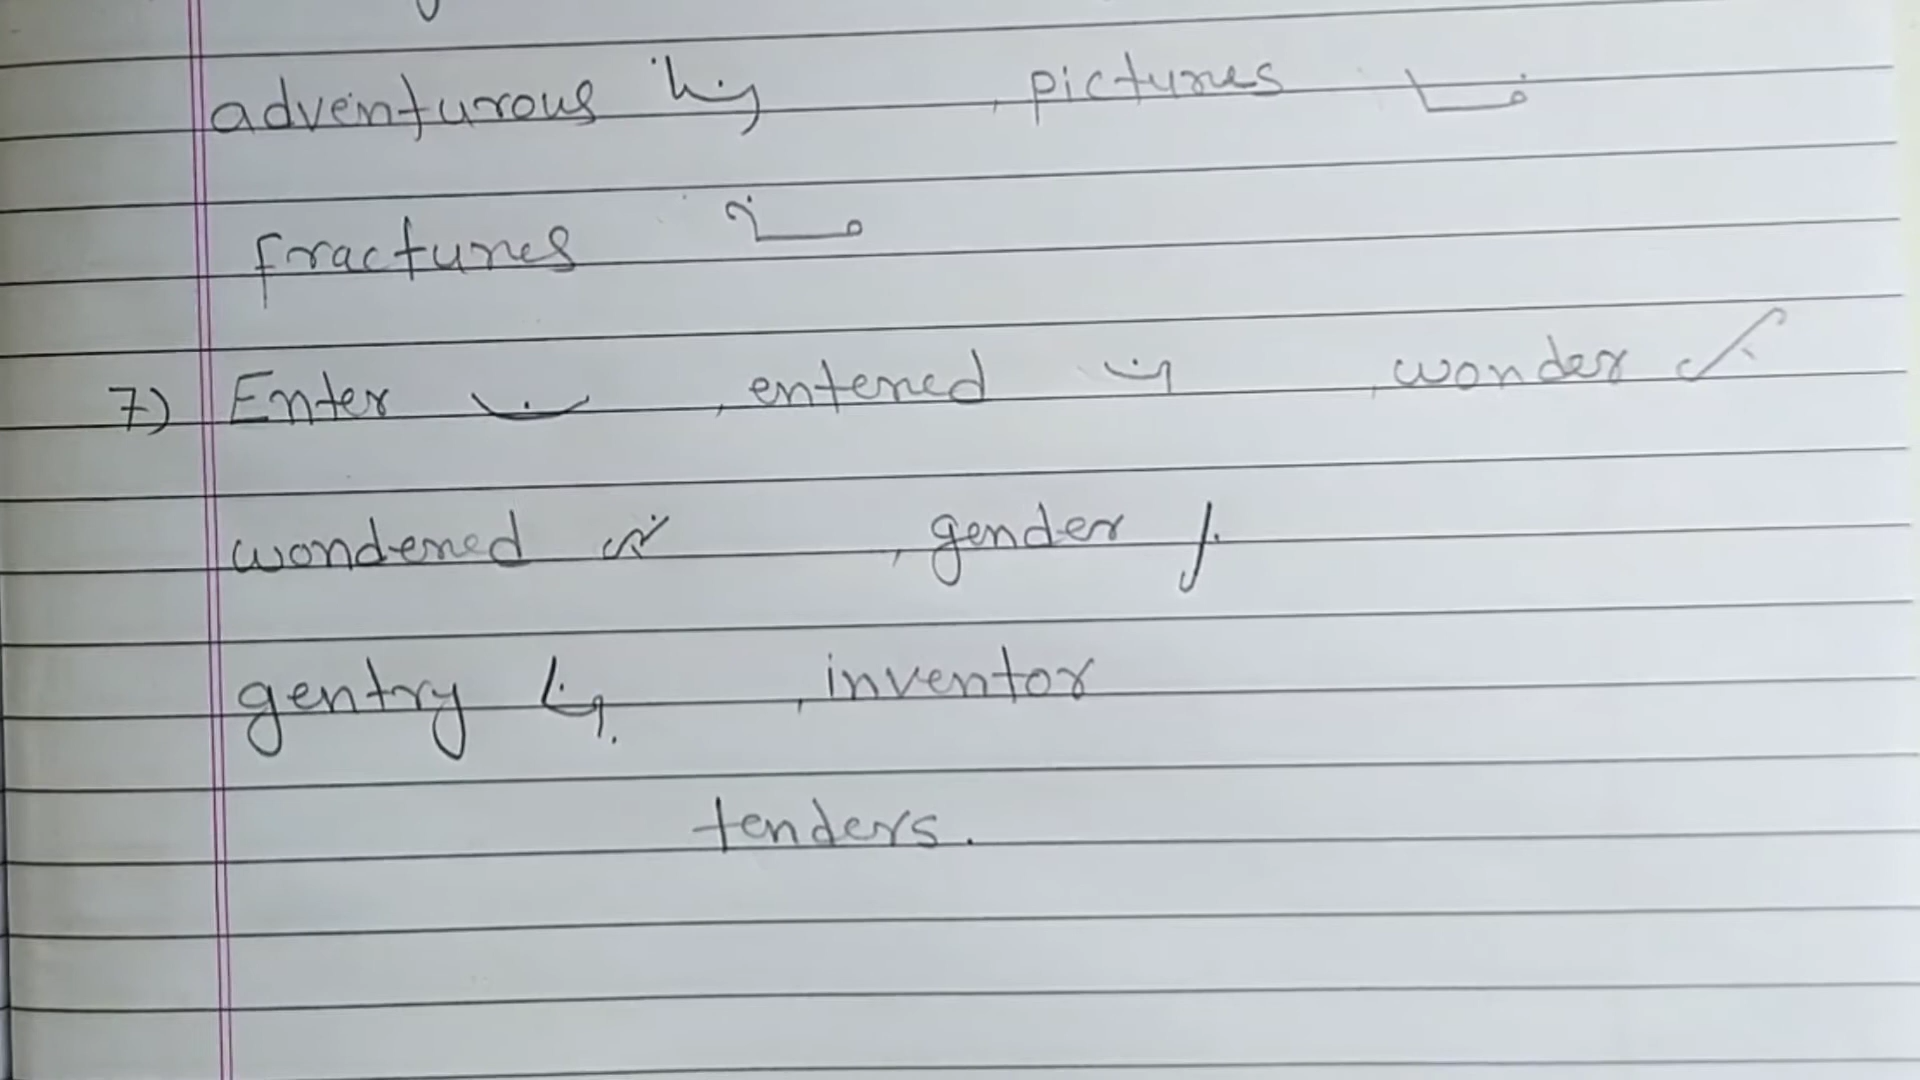 adventurous , pictures
fractures
7) Enter , entered , wonder
wondered , gender
gentry , inventor
tenders.